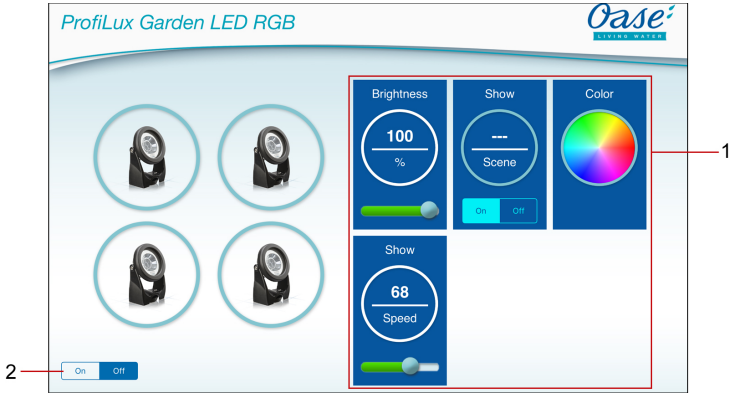 ProfiLux Garden LED RGB
Oase
LIVING WATER
Brightness
100
%
Show
---
Scene
On Off
Color
1
Show
68
Speed
2
On Off